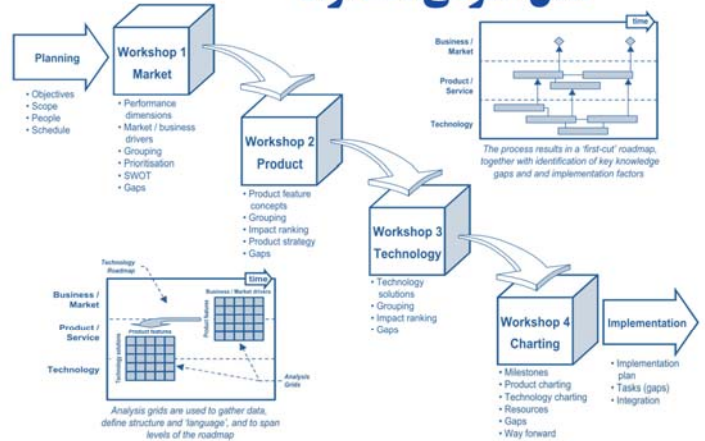 Planning
• Objectives
• Scope
• People
• Schedule
Workshop 1
Market
• Performance
dimensions
• Market / business
drivers
• Grouping
• Prioritisation
• SWOT
• Gaps
Workshop 2
Product
• Product feature
concepts
• Grouping
• Impact ranking
• Product strategy
• Gaps
Workshop 3
Technology
• Technology
solutions
• Grouping
• Impact ranking
• Gaps
Workshop 4
Charting
• Milestones
• Product charting
• Technology charting
• Resources
• Gaps
• Way forward
Implementation
• Implementation
plan
• Tasks (gaps)
• Integration
time
Business /
Market
Product /
Service
Technology
The process results in a 'first-cut' roadmap,
together with identification of key knowledge
gaps and and implementation factors
Technology
Roadmap
time
Business / Market drivers
Business /
Market
Product features
Product /
Service
Product features
Technology solutions
Technology
Analysis
Grids
Analysis grids are used to gather data,
define structure and 'language', and to span
levels of the roadmap